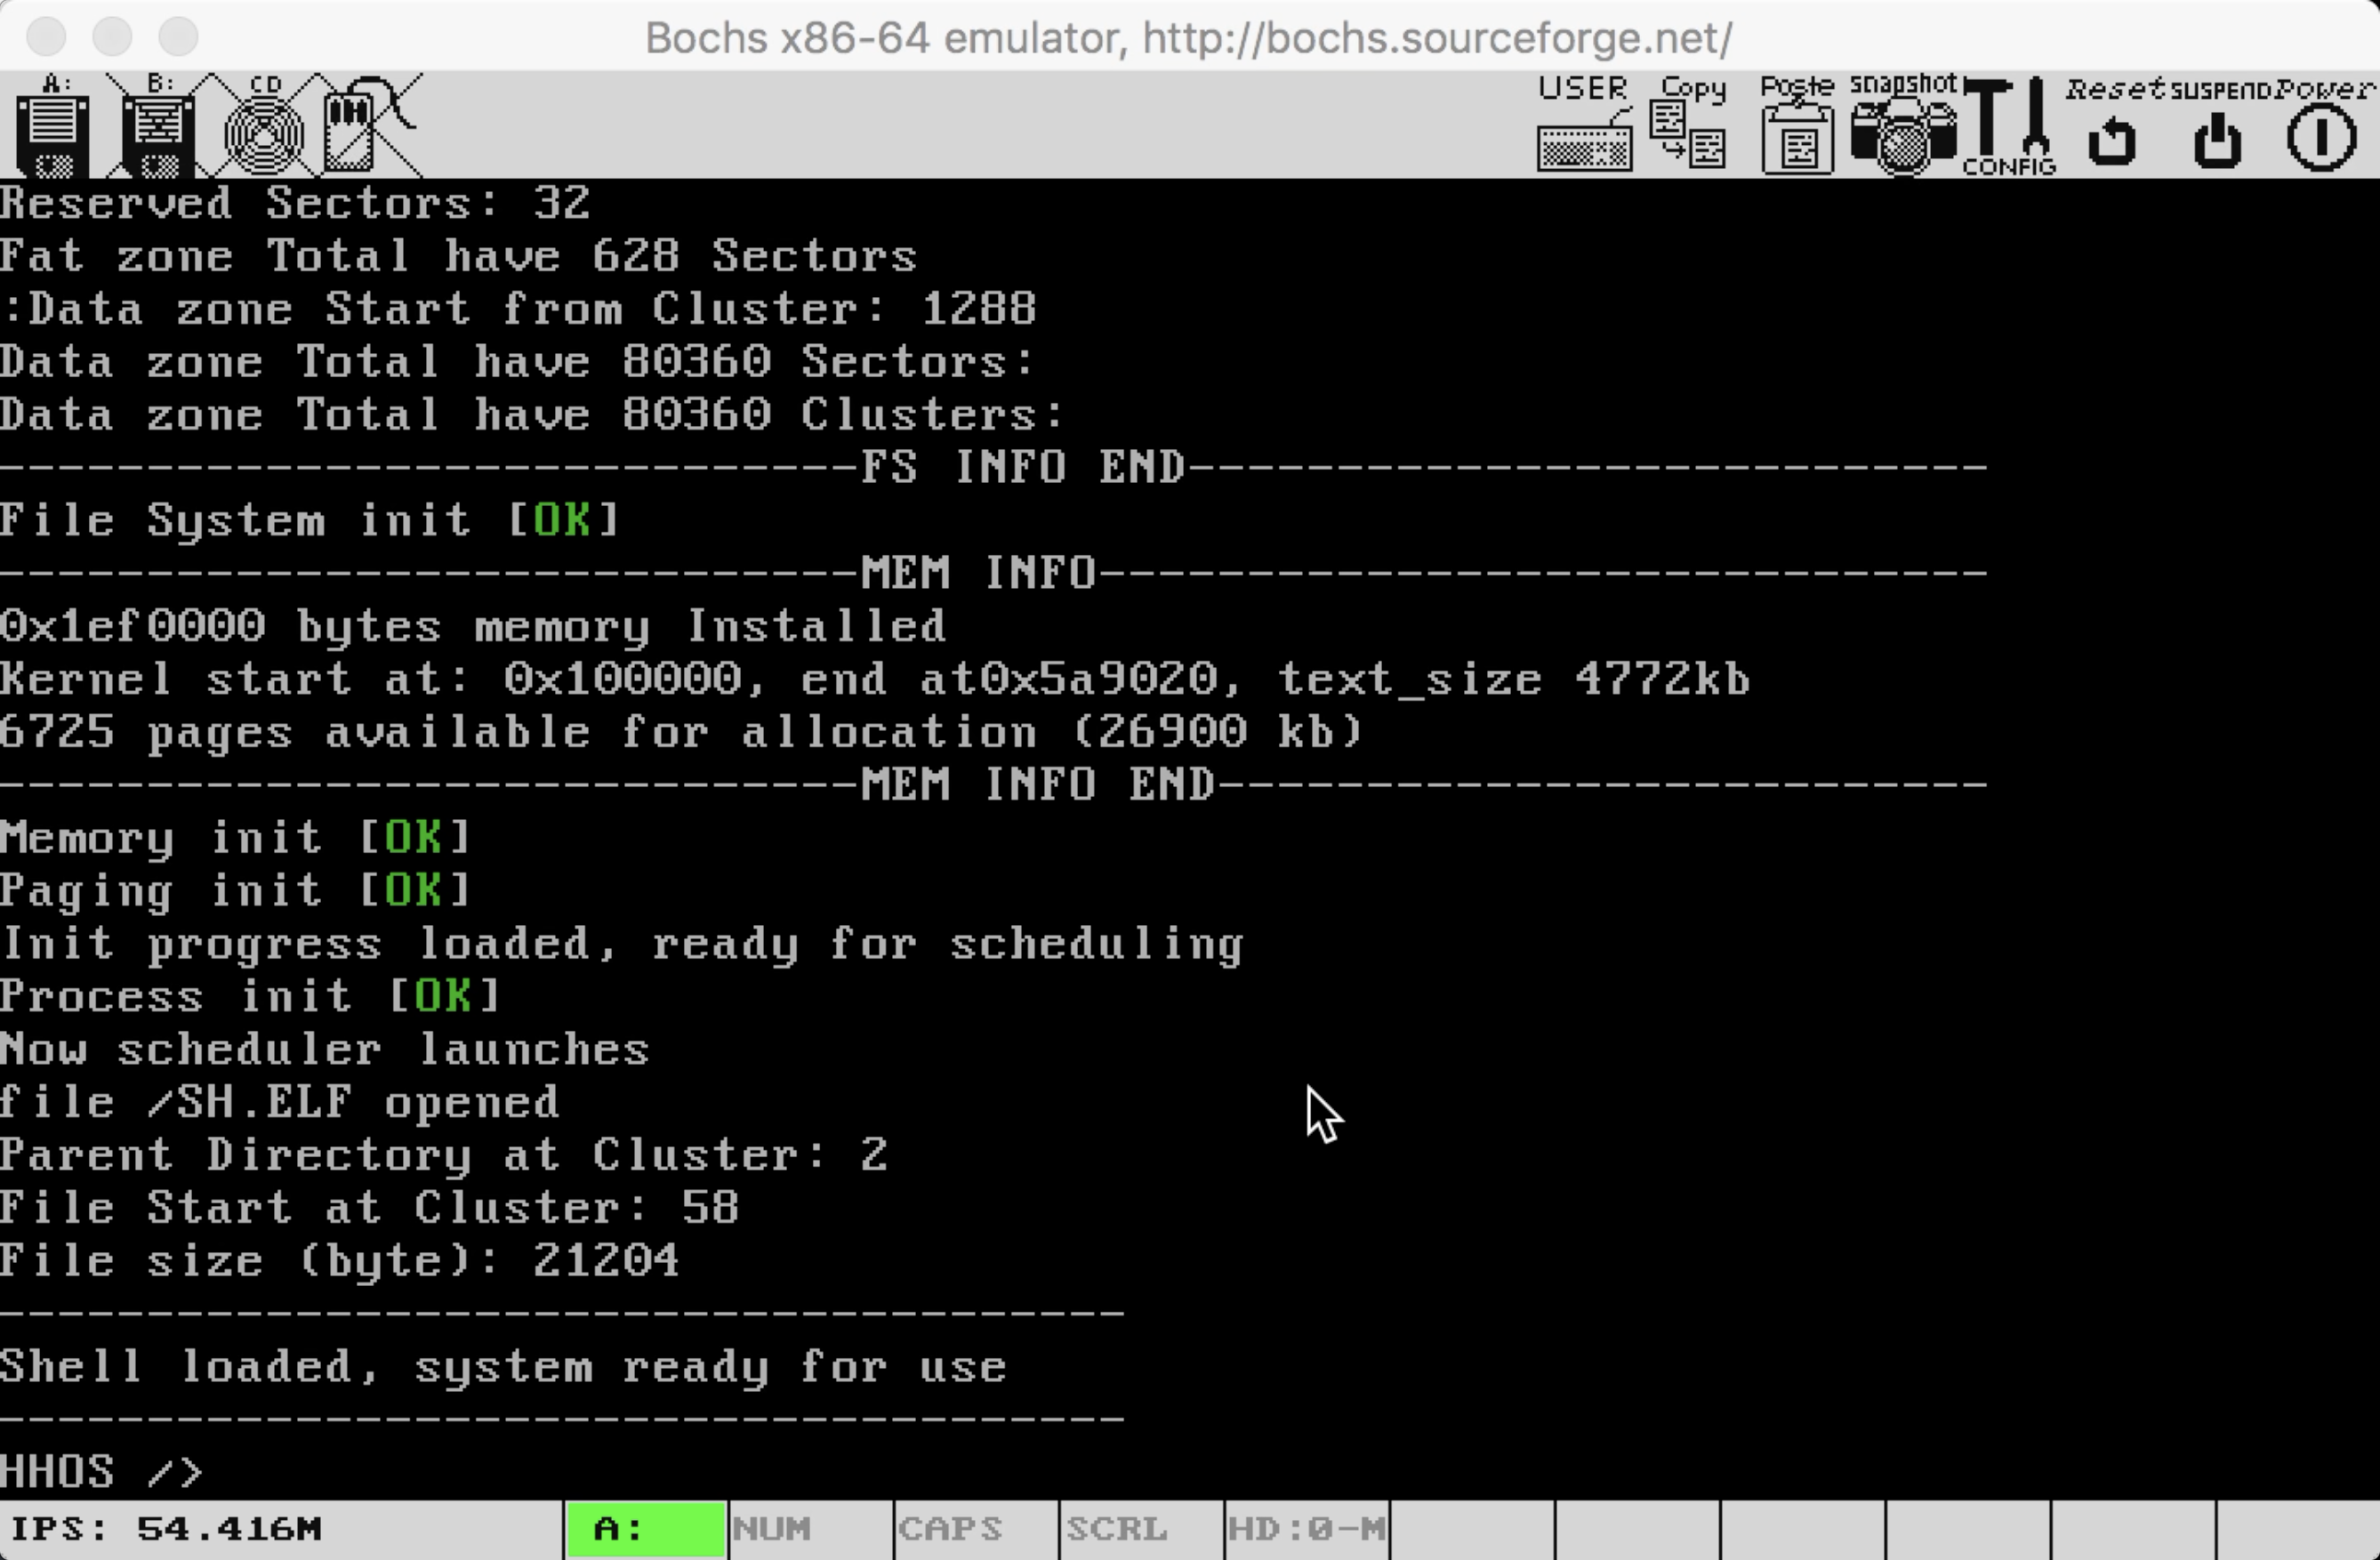 Bochs x86-64 emulator, http://bochs.sourceforge.net/
A: B: CD USER Copy Poste snapshot CONFIG Reset SUSPEND Power
Reserved Sectors: 32
Fat zone Total have 628 Sectors
:Data zone Start from Cluster: 1288
Data zone Total have 80360 Sectors:
Data zone Total have 80360 Clusters:
-----------------------------FS INFO END---------------------------
File System init [OK]
-----------------------------MEM INFO------------------------------
0x1ef0000 bytes memory Installed
Kernel start at: 0x100000, end at0x5a9020, text_size 4772kb
6725 pages available for allocation (26900 kb)
-----------------------------MEM INFO END--------------------------
Memory init [OK]
Paging init [OK]
Init progress loaded, ready for scheduling
Process init [OK]
Now scheduler launches
file /SH.ELF opened
Parent Directory at Cluster: 2
File Start at Cluster: 58
File size (byte): 21204
--------------------------------------
Shell loaded, system ready for use
--------------------------------------
HHOS />
IPS: 54.416M A: NUM CAPS SCRL HD:0-M